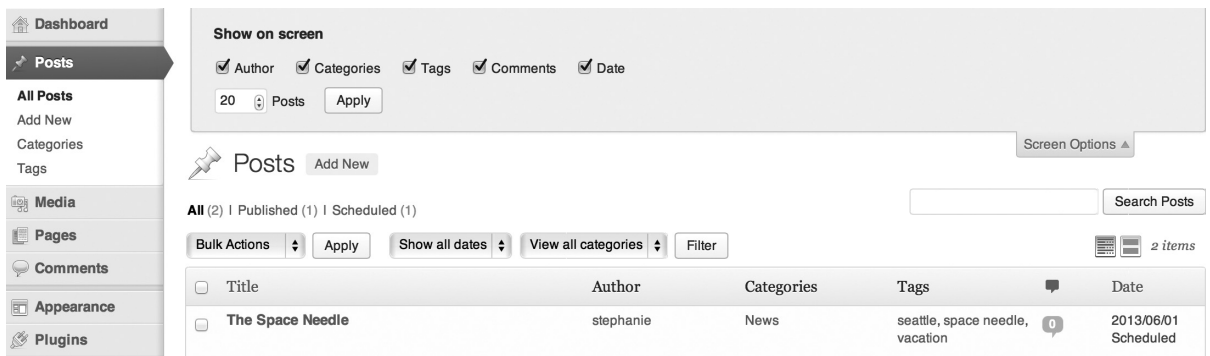 Dashboard
Posts
All Posts
Add New
Categories
Tags
Media
Pages
Comments
Appearance
Plugins
Show on screen
Author Categories Tags Comments Date
20 Posts Apply
Screen Options
Posts Add New
All (2) | Published (1) | Scheduled (1)
Search Posts
Bulk Actions Apply Show all dates View all categories Filter
2 items
Title Author Categories Tags Date
The Space Needle stephanie News seattle, space needle, 0 2013/06/01
vacation Scheduled